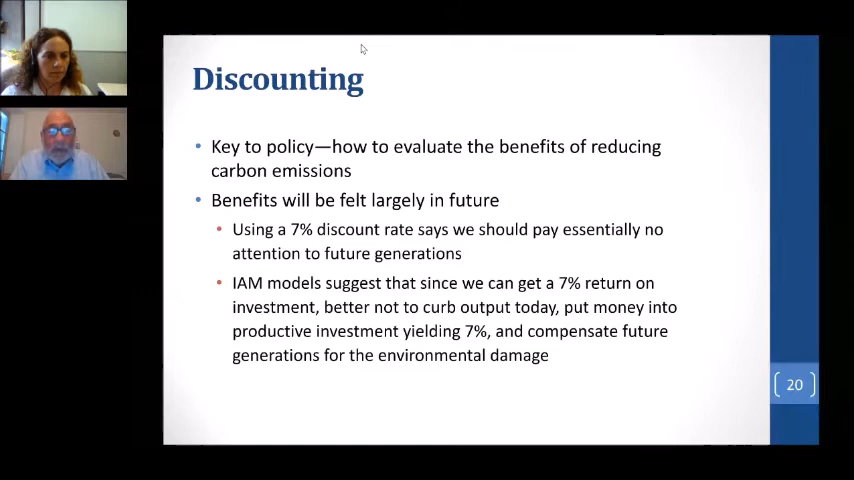 Discounting
• Key to policy—how to evaluate the benefits of reducing
carbon emissions
• Benefits will be felt largely in future
• Using a 7% discount rate says we should pay essentially no
attention to future generations
• IAM models suggest that since we can get a 7% return on
investment, better not to curb output today, put money into
productive investment yielding 7%, and compensate future
generations for the environmental damage
20